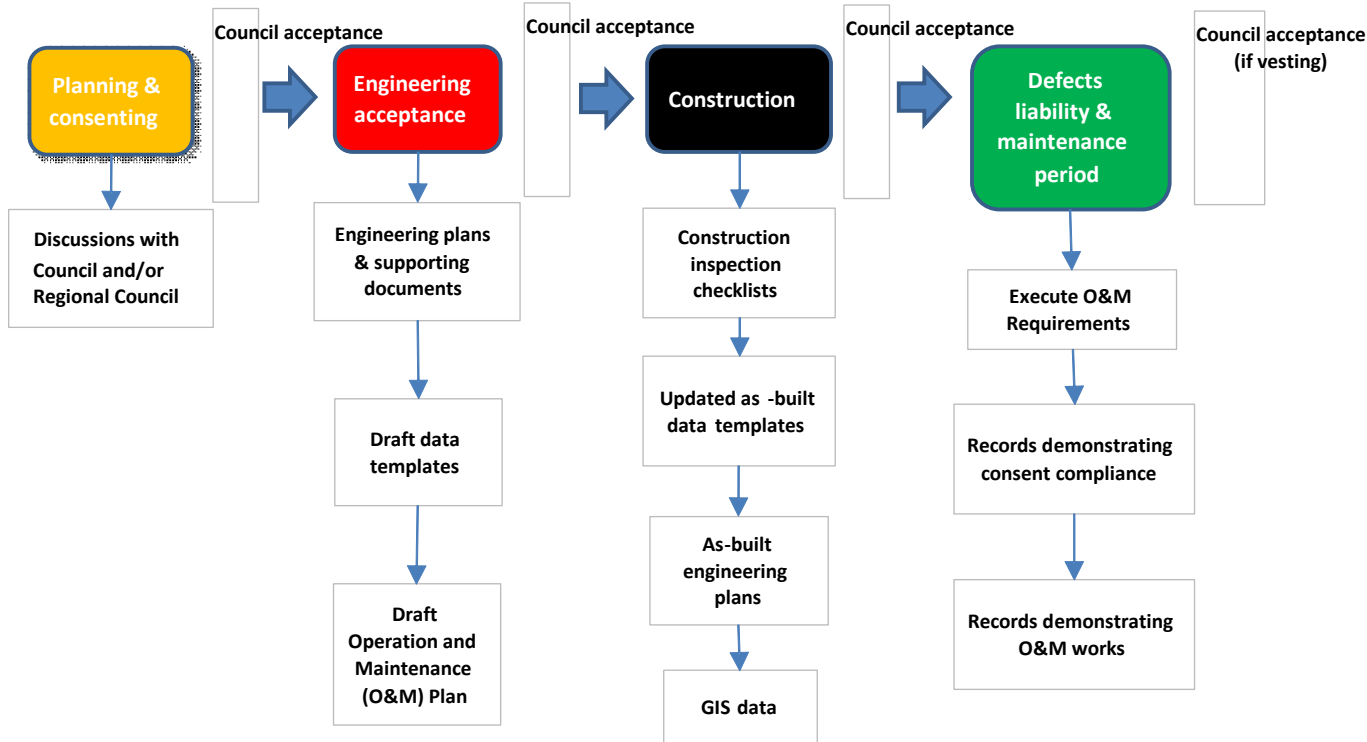 Council acceptance
Council acceptance
Council acceptance
Council acceptance
(if vesting)
Planning &
consenting
Engineering
acceptance
Construction
Defects
liability &
maintenance
period
Discussions with
Council and/or
Regional Council
Engineering plans
& supporting
documents
Draft data
templates
Draft
Operation and
Maintenance
(O&M) Plan
Construction
inspection
checklists
Updated as -built
data templates
As-built
engineering
plans
GIS data
Execute O&M
Requirements
Records demonstrating
consent compliance
Records demonstrating
O&M works